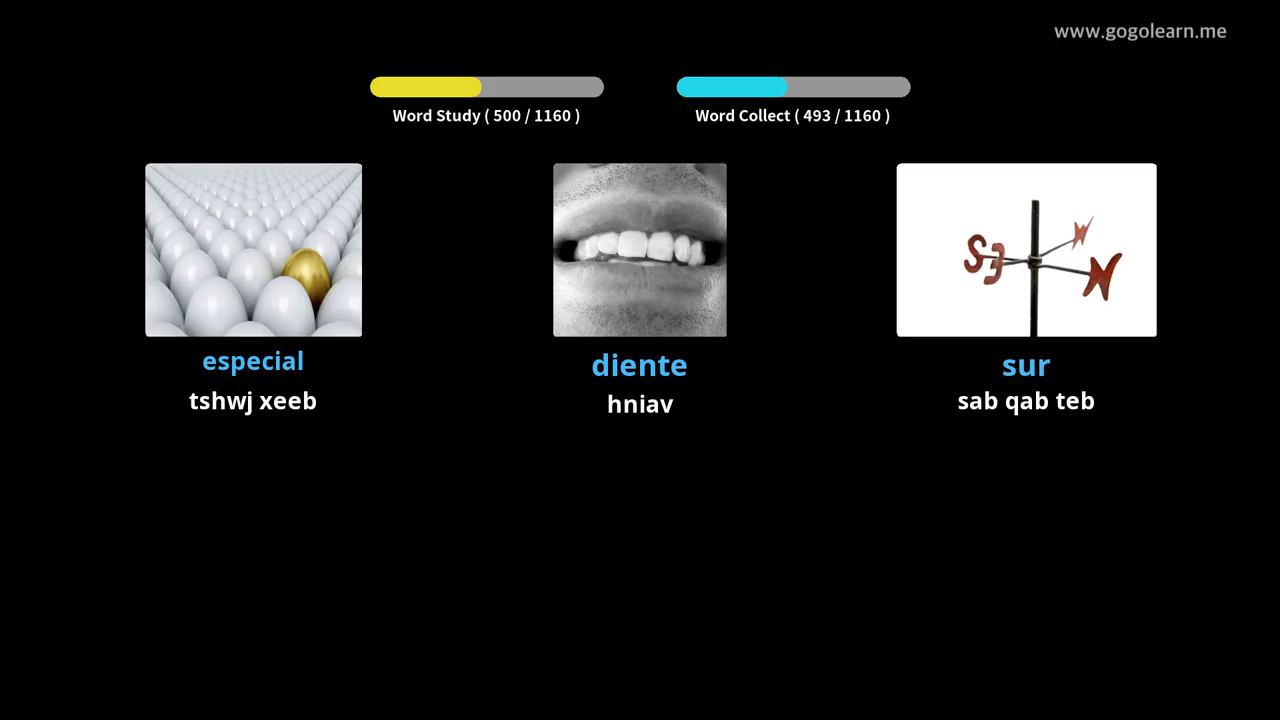 www.gogolearn.me
Word Study ( 500 / 1160 )
Word Collect ( 493 / 1160 )
especial
diente
sur
tshwj xeeb
hniav
sab qab teb